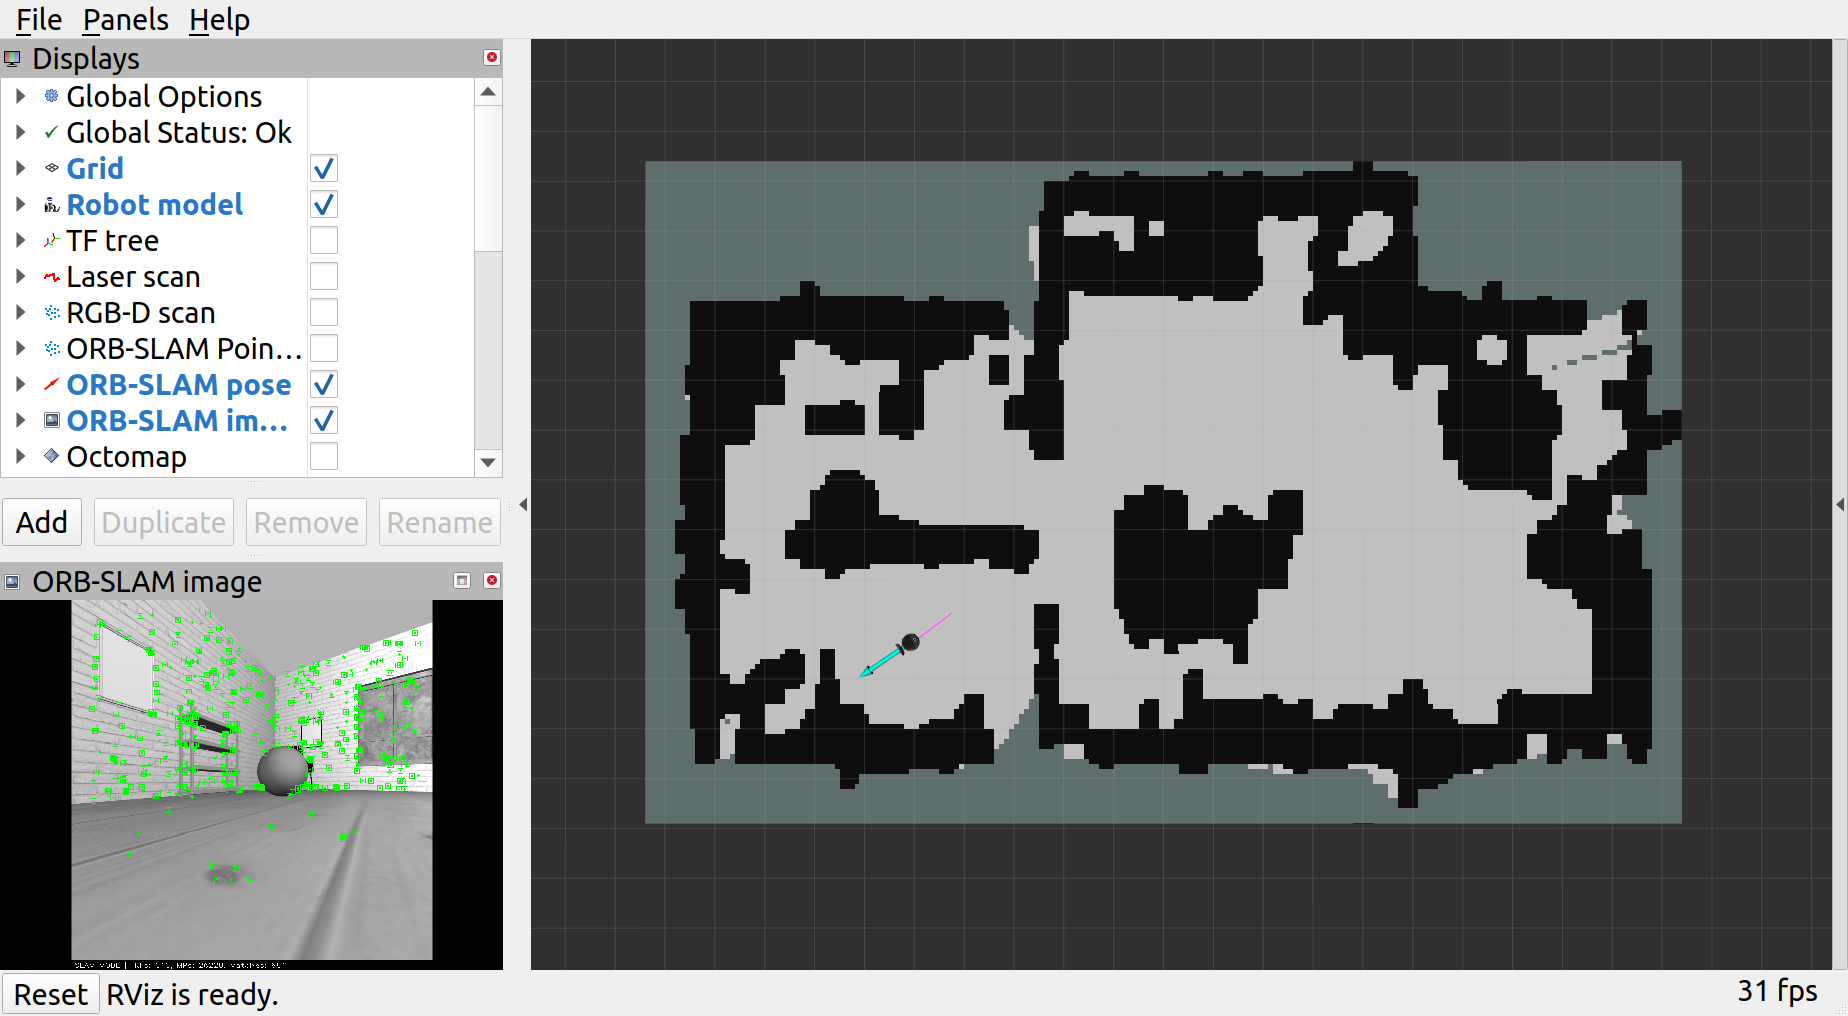 File Panels Help
Displays
Global Options
Global Status: Ok
Grid
Robot model
TF tree
Laser scan
RGB-D scan
ORB-SLAM Poin...
ORB-SLAM pose
ORB-SLAM im...
Octomap
Add Duplicate Remove Rename
ORB-SLAM image
Reset RViz is ready.
31 fps